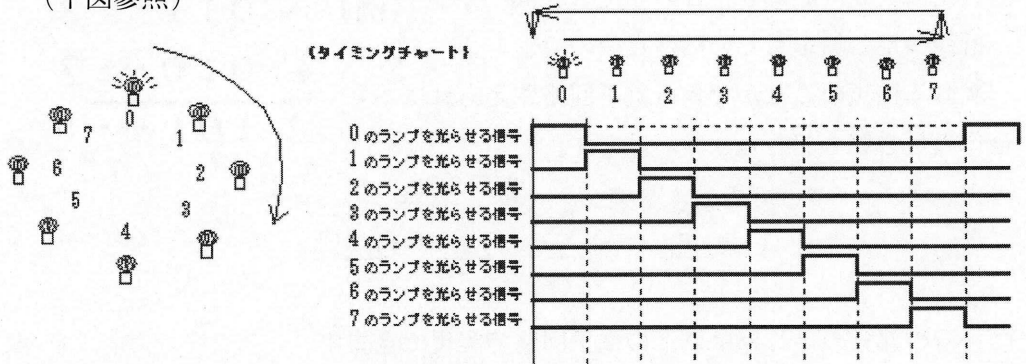 (下図参照)
{タイミングチャート}
0
1
2
3
4
5
6
7
0 1 2 3 4 5 6 7
0 のランプを光らせる信号
1 のランプを光らせる信号
2 のランプを光らせる信号
3 のランプを光らせる信号
4 のランプを光らせる信号
5 のランプを光らせる信号
6 のランプを光らせる信号
7 のランプを光らせる信号